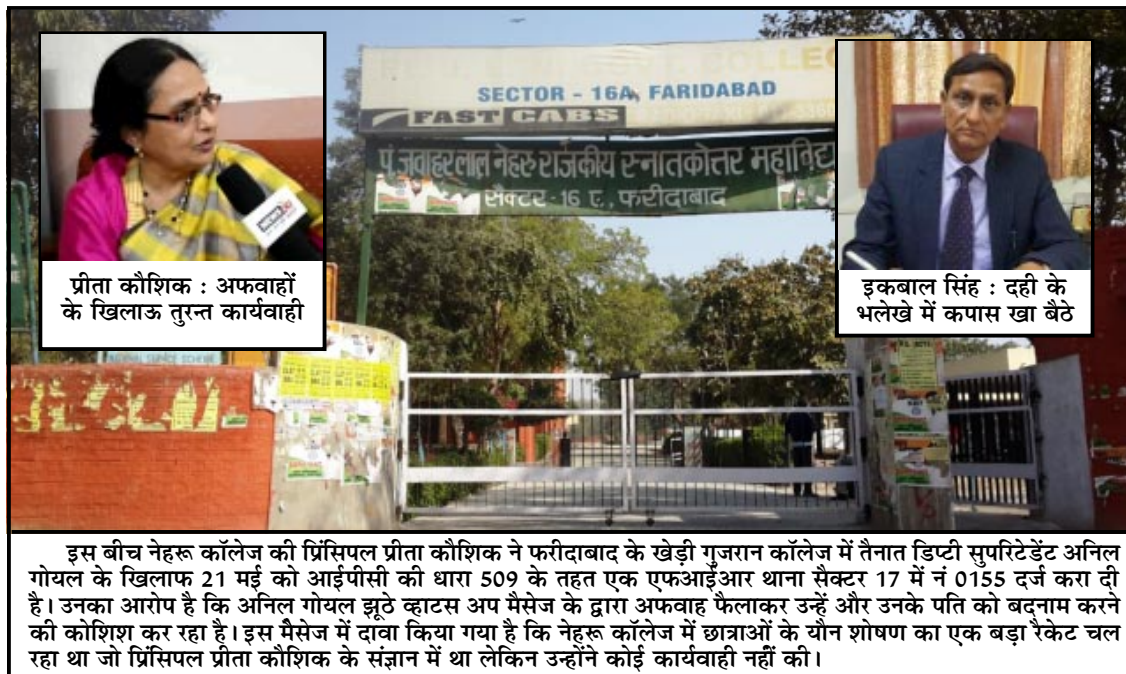 COLLEG
SECTOR - 16A, FARIDABAD
FAST CABS
पं जवाहरलाल नेहरु राजकीय स्नातकोत्तर महाविद्य
सैक्टर - 16 ए., फरीदाबाद
प्रीता कौशिक : अफवाहों
के खिलाऊ तुरन्त कार्यवाही
इकबाल सिंह : दही के
भलेखे में कपास खा बैठे
इस बीच नेहरू कॉलेज की प्रिंसिपल प्रीता कौशिक ने फरीदाबाद के खेड़ी गुजरान कॉलेज में तैनात डिप्टी सुपरिटेडेंट अनिल
गोयल के खिलाफ 21 मई को आईपीसी की धारा 509 के तहत एक एफआईआर थाना सैक्टर 17 में नं 0155 दर्ज करा दी
है। उनका आरोप है कि अनिल गोयल झूठे व्हाटस अप मैसेज के द्वारा अफवाह फैलाकर उन्हें और उनके पति को बदनाम करने
की कोशिश कर रहा है। इस मैसेज में दावा किया गया है कि नेहरू कॉलेज में छात्राओं के यौन शोषण का एक बड़ा रैकेट चल
रहा था जो प्रिंसिपल प्रीता कौशिक के संज्ञान में था लेकिन उन्होंने कोई कार्यवाही नहीं की।